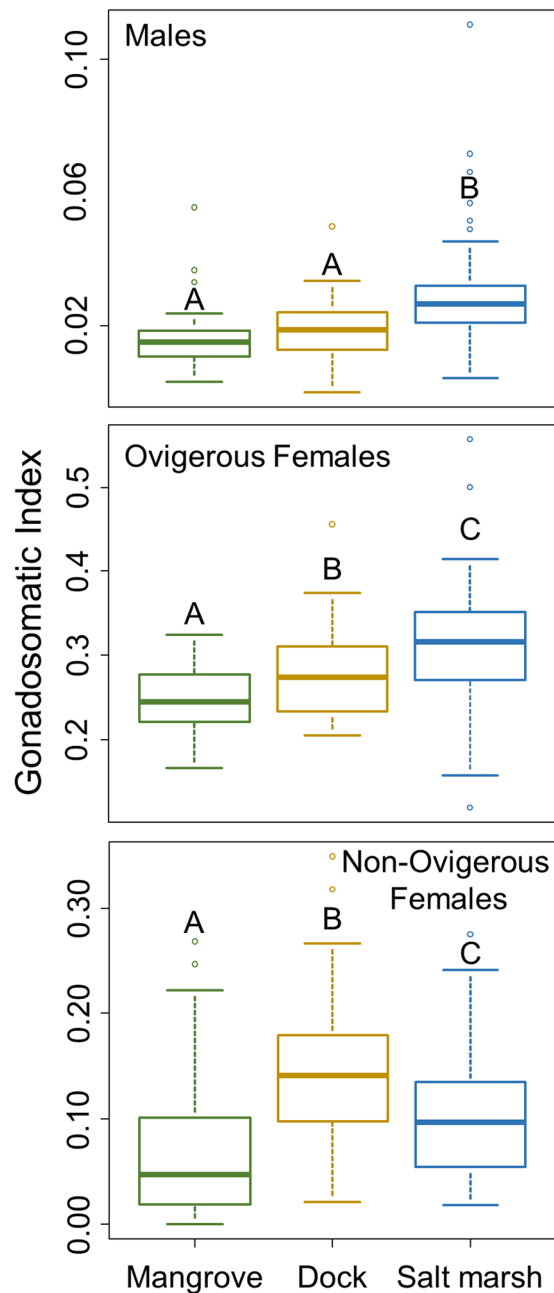 Gonadosomatic Index
Males
0.10
0.06
0.02
A
A
B
Ovigerous Females
0.5
0.4
0.3
0.2
A
B
C
Non-Ovigerous
Females
0.30
0.20
0.10
0.00
A
B
C
Mangrove Dock Salt marsh